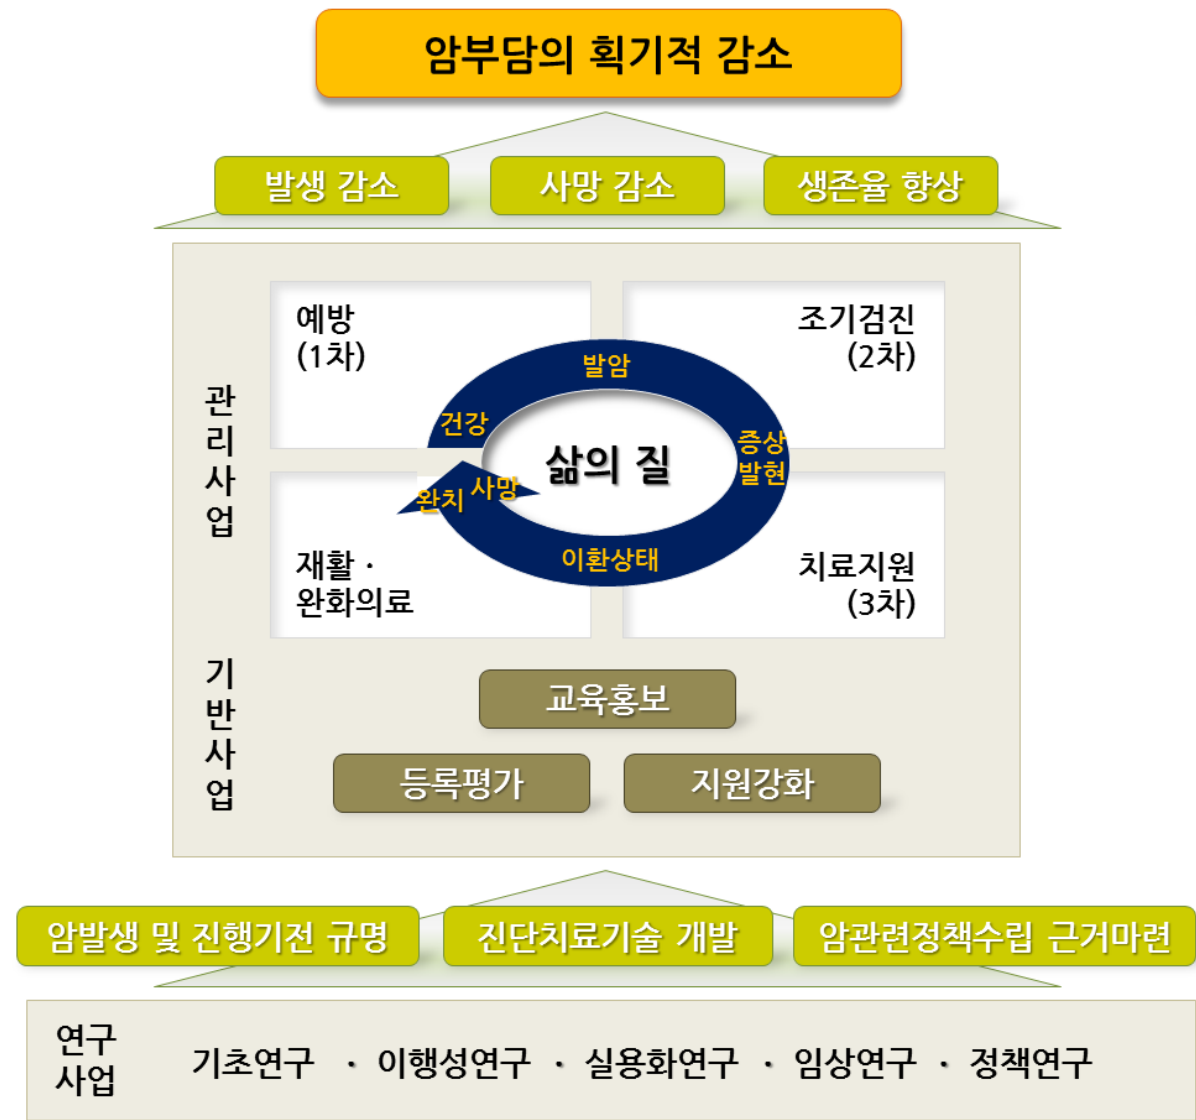 암부담의 획기적 감소
발생 감소
사망 감소
생존율 향상
관리사업
예방
(1차)
조기검진
(2차)
발암
건강
증상
발현
삶의 질
완치
사망
이환상태
재활 ·
완화의료
치료지원
(3차)
기반사업
교육홍보
등록평가
지원강화
암발생 및 진행기전 규명
진단치료기술 개발
암관련정책수립 근거마련
연구
사업
기초연구 · 이행성연구 · 실용화연구 · 임상연구 · 정책연구